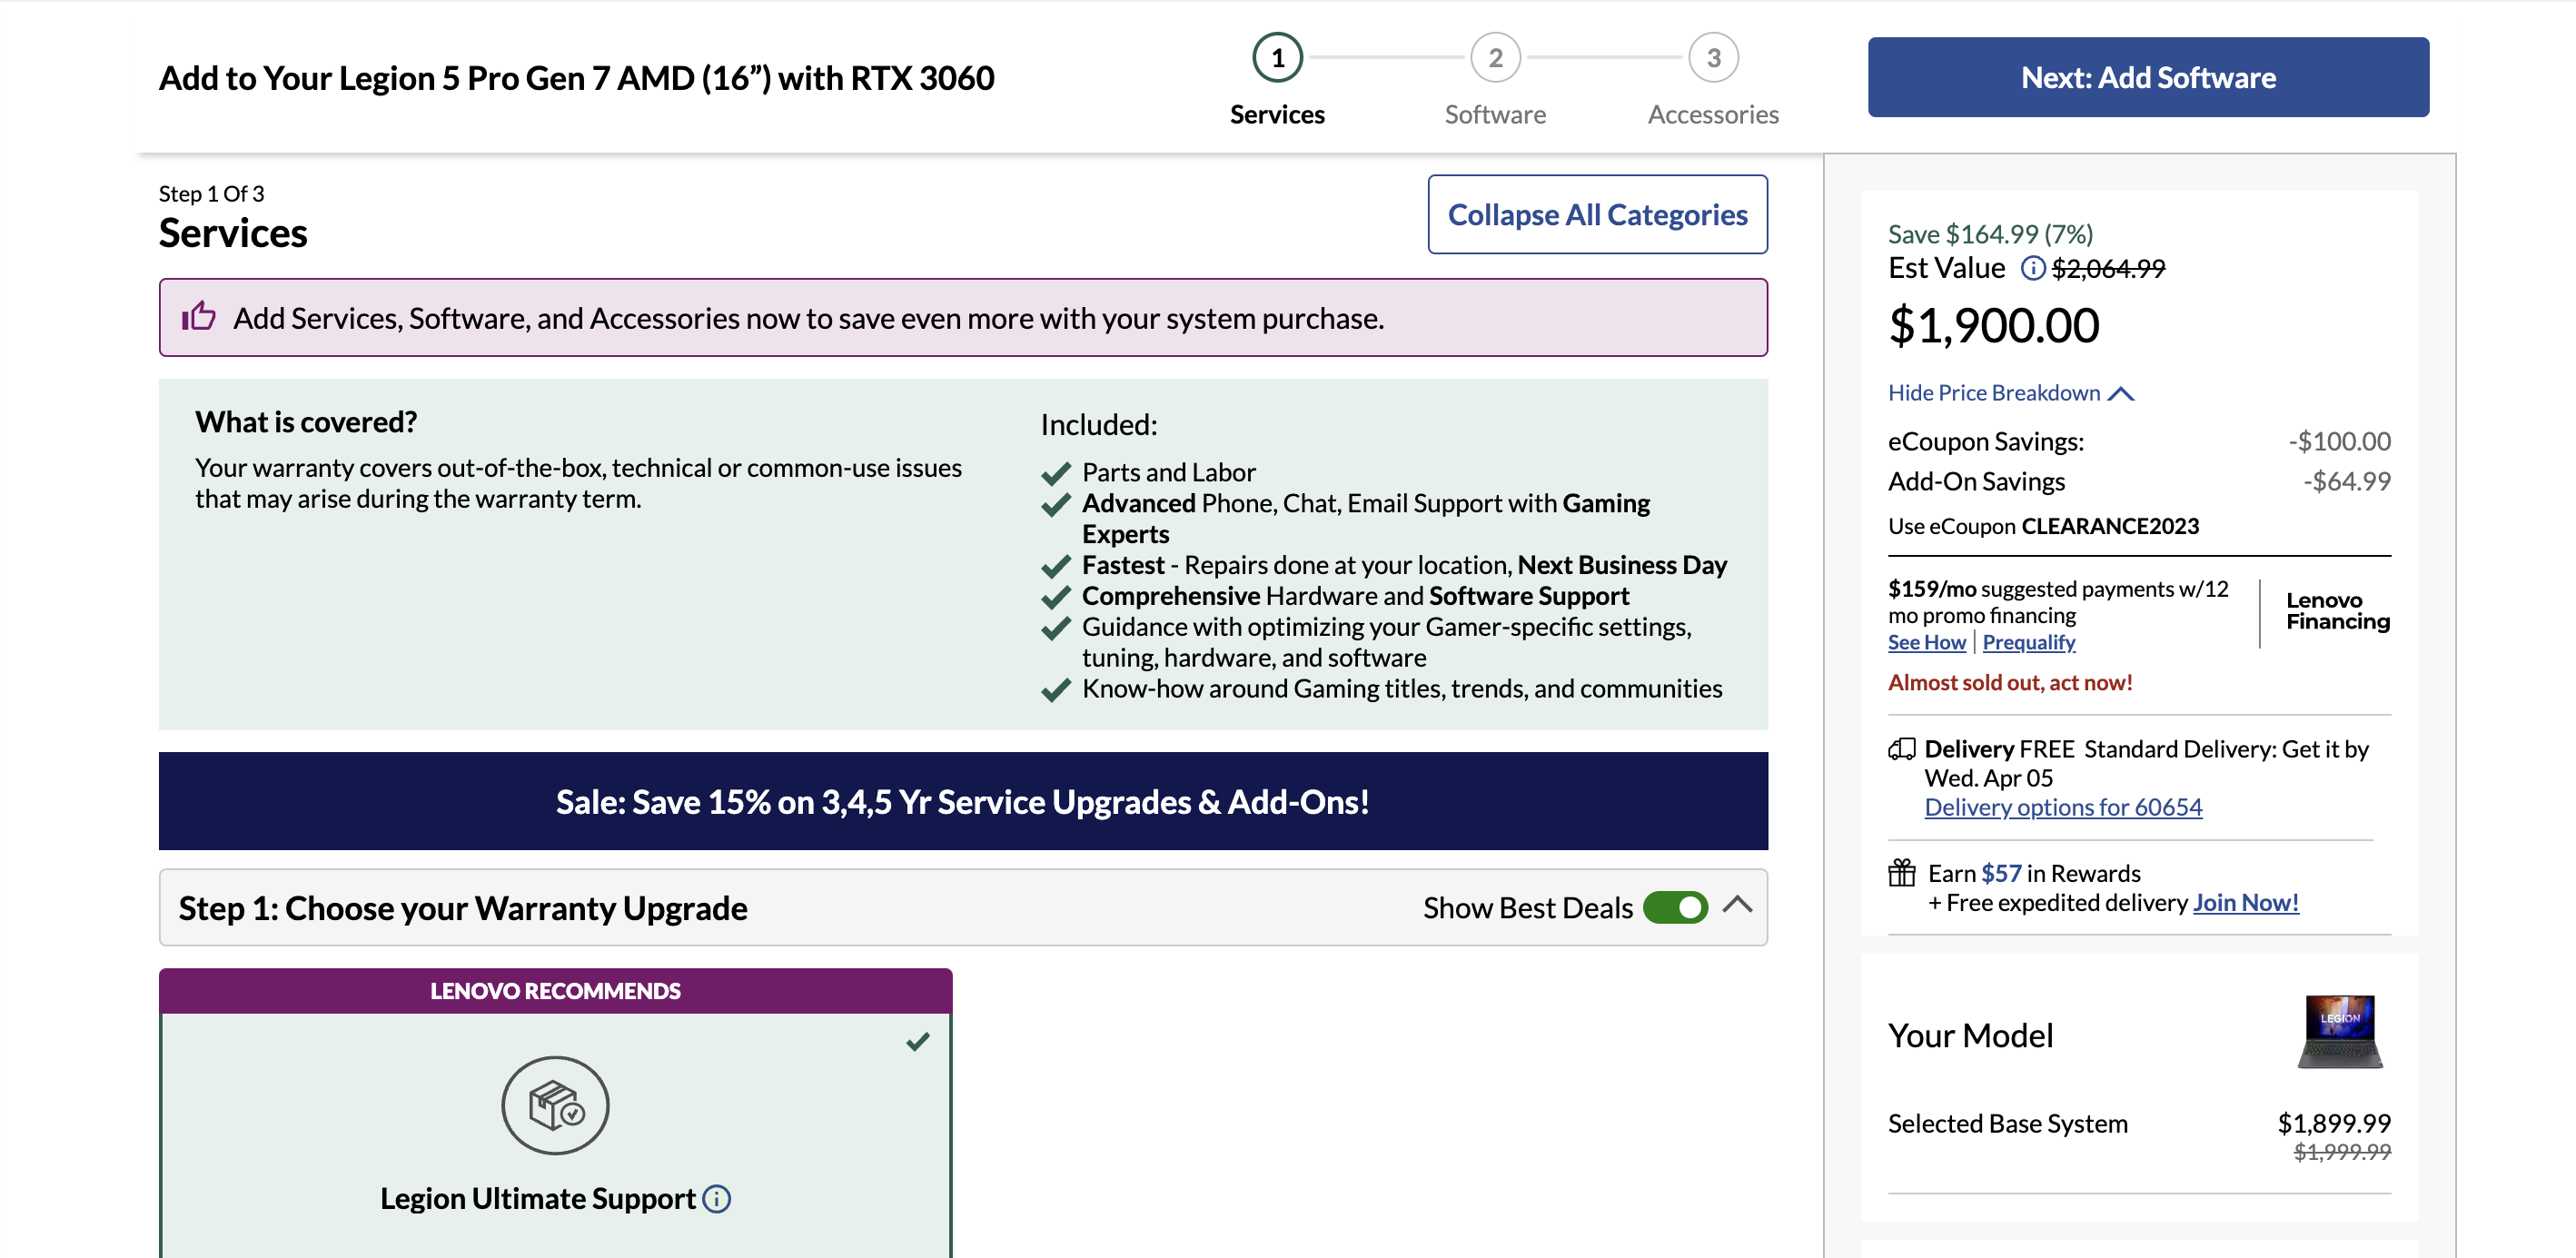 Add to Your Legion 5 Pro Gen 7 AMD (16”) with RTX 3060
1
2
3
Services
Software
Accessories
Next: Add Software
Step 1 Of 3
Services
Collapse All Categories
Add Services, Software, and Accessories now to save even more with your system purchase.
What is covered?
Your warranty covers out-of-the-box, technical or common-use issues
that may arise during the warranty term.
Included:
Parts and Labor
Advanced Phone, Chat, Email Support with Gaming
Experts
Fastest - Repairs done at your location, Next Business Day
Comprehensive Hardware and Software Support
Guidance with optimizing your Gamer-specific settings,
tuning, hardware, and software
Know-how around Gaming titles, trends, and communities
Sale: Save 15% on 3,4,5 Yr Service Upgrades & Add-Ons!
Step 1: Choose your Warranty Upgrade
Show Best Deals
LENOVO RECOMMENDS
Legion Ultimate Support
Save $164.99 (7%)
Est Value $2,064.99
$1,900.00
Hide Price Breakdown
eCoupon Savings: -$100.00
Add-On Savings -$64.99
Use eCoupon CLEARANCE2023
$159/mo suggested payments w/12
mo promo financing
See How | Prequalify
Lenovo
Financing
Almost sold out, act now!
Delivery FREE Standard Delivery: Get it by
Wed. Apr 05
Delivery options for 60654
Earn $57 in Rewards
+ Free expedited delivery Join Now!
Your Model
LEGION
Selected Base System $1,899.99
$1,999.99